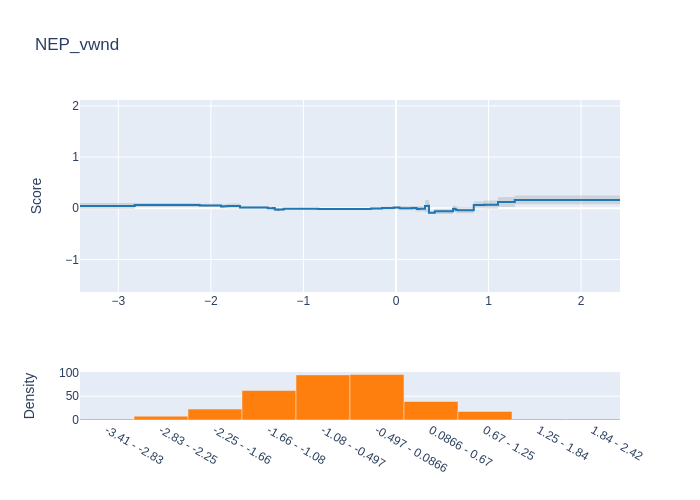 NEP_vwnd
Score
2
1
0
−1
−3
−2
−1
0
1
2
Density
100
50
0
-3.41 - -2.83
-2.83 - -2.25
-2.25 - -1.66
-1.66 - -1.08
-1.08 - -0.497
-0.497 - 0.0866
0.0866 - 0.67
0.67 - 1.25
1.25 - 1.84
1.84 - 2.42